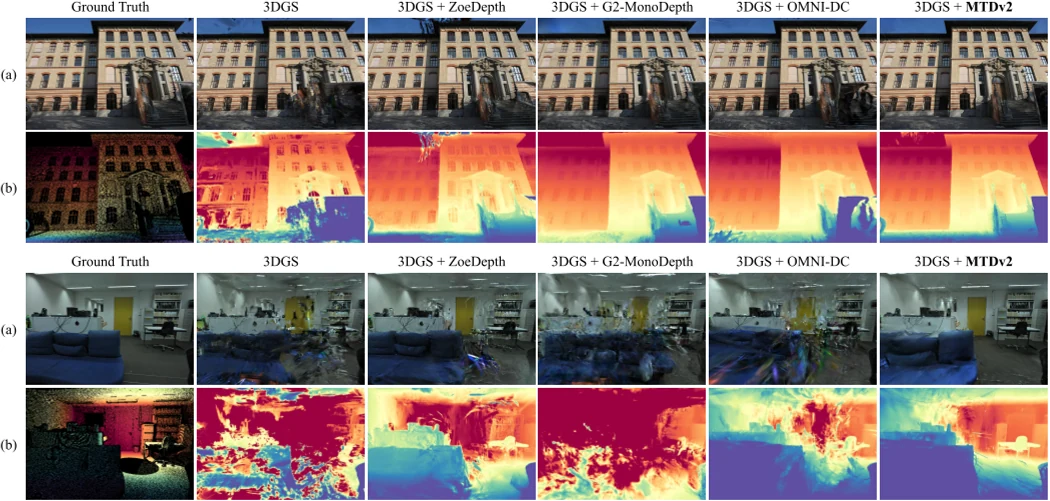 Ground Truth 3DGS 3DGS + ZoeDepth 3DGS + G2-MonoDepth 3DGS + OMNI-DC 3DGS + MTDv2
(a)
(b)
Ground Truth 3DGS 3DGS + ZoeDepth 3DGS + G2-MonoDepth 3DGS + OMNI-DC 3DGS + MTDv2
(a)
(b)